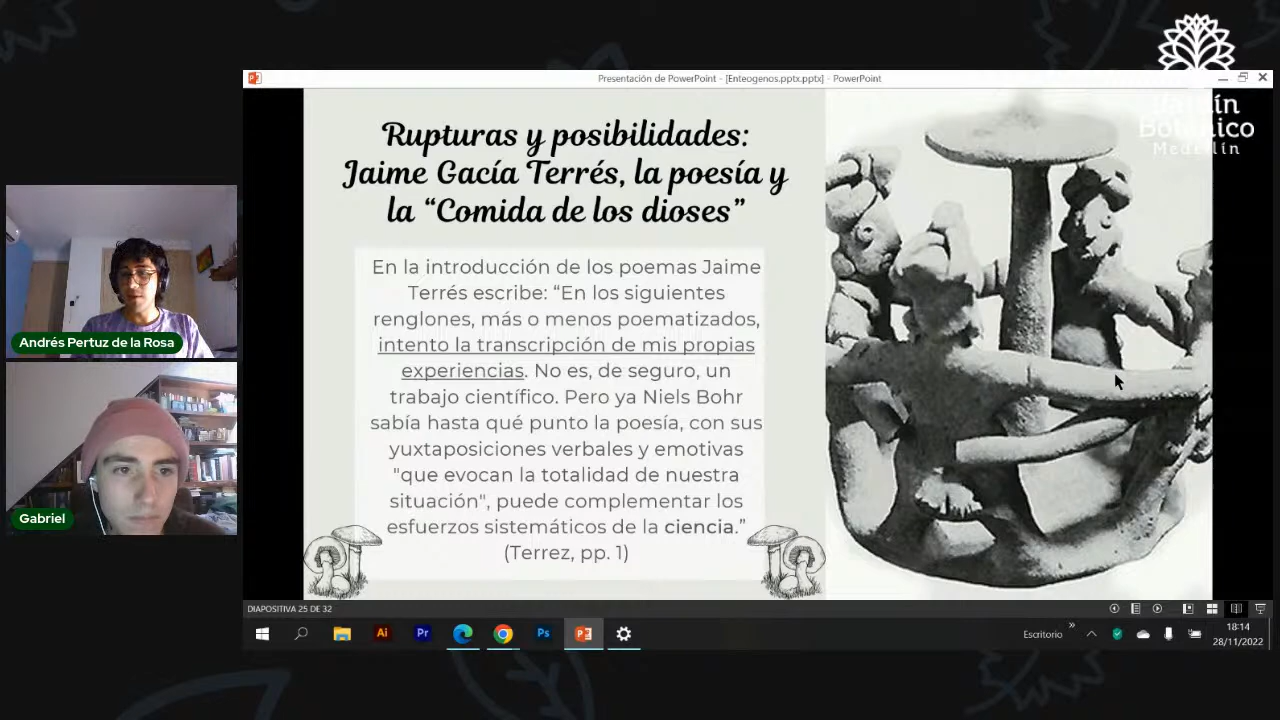 Presentación de PowerPoint - [Enteogenos.pptx.pptx] - PowerPoint
Jardín
Botánico
Medellín
Rupturas y posibilidades:
Jaime Gacía Terrés, la poesía y
la “Comida de los dioses”
En la introducción de los poemas Jaime
Terrés escribe: “En los siguientes
renglones, más o menos poematizados,
intento la transcripción de mis propias
experiencias. No es, de seguro, un
trabajo científico. Pero ya Niels Bohr
sabía hasta qué punto la poesía, con sus
yuxtaposiciones verbales y emotivas
"que evocan la totalidad de nuestra
situación", puede complementar los
esfuerzos sistemáticos de la ciencia.”
(Terrez, pp. 1)
Andrés Pertuz de la Rosa
Gabriel
DIAPOSITIVA 25 DE 32
Ai
Pr
Ps
Escritorio
18:14
28/11/2022